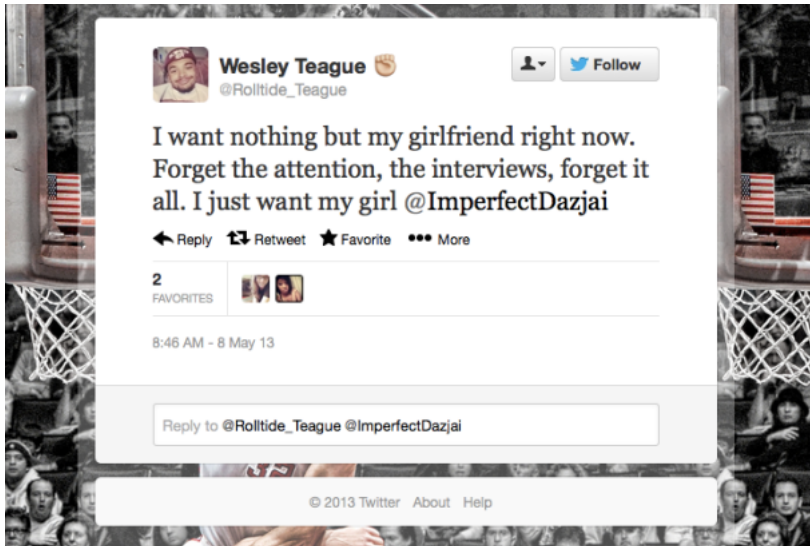 Wesley Teague ✊
@Rolltide_Teague
Follow
I want nothing but my girlfriend right now.
Forget the attention, the interviews, forget it
all. I just want my girl @ImperfectDazjai
Reply Retweet Favorite More
2
FAVORITES
8:46 AM - 8 May 13
Reply to @Rolltide_Teague @ImperfectDazjai
© 2013 Twitter About Help